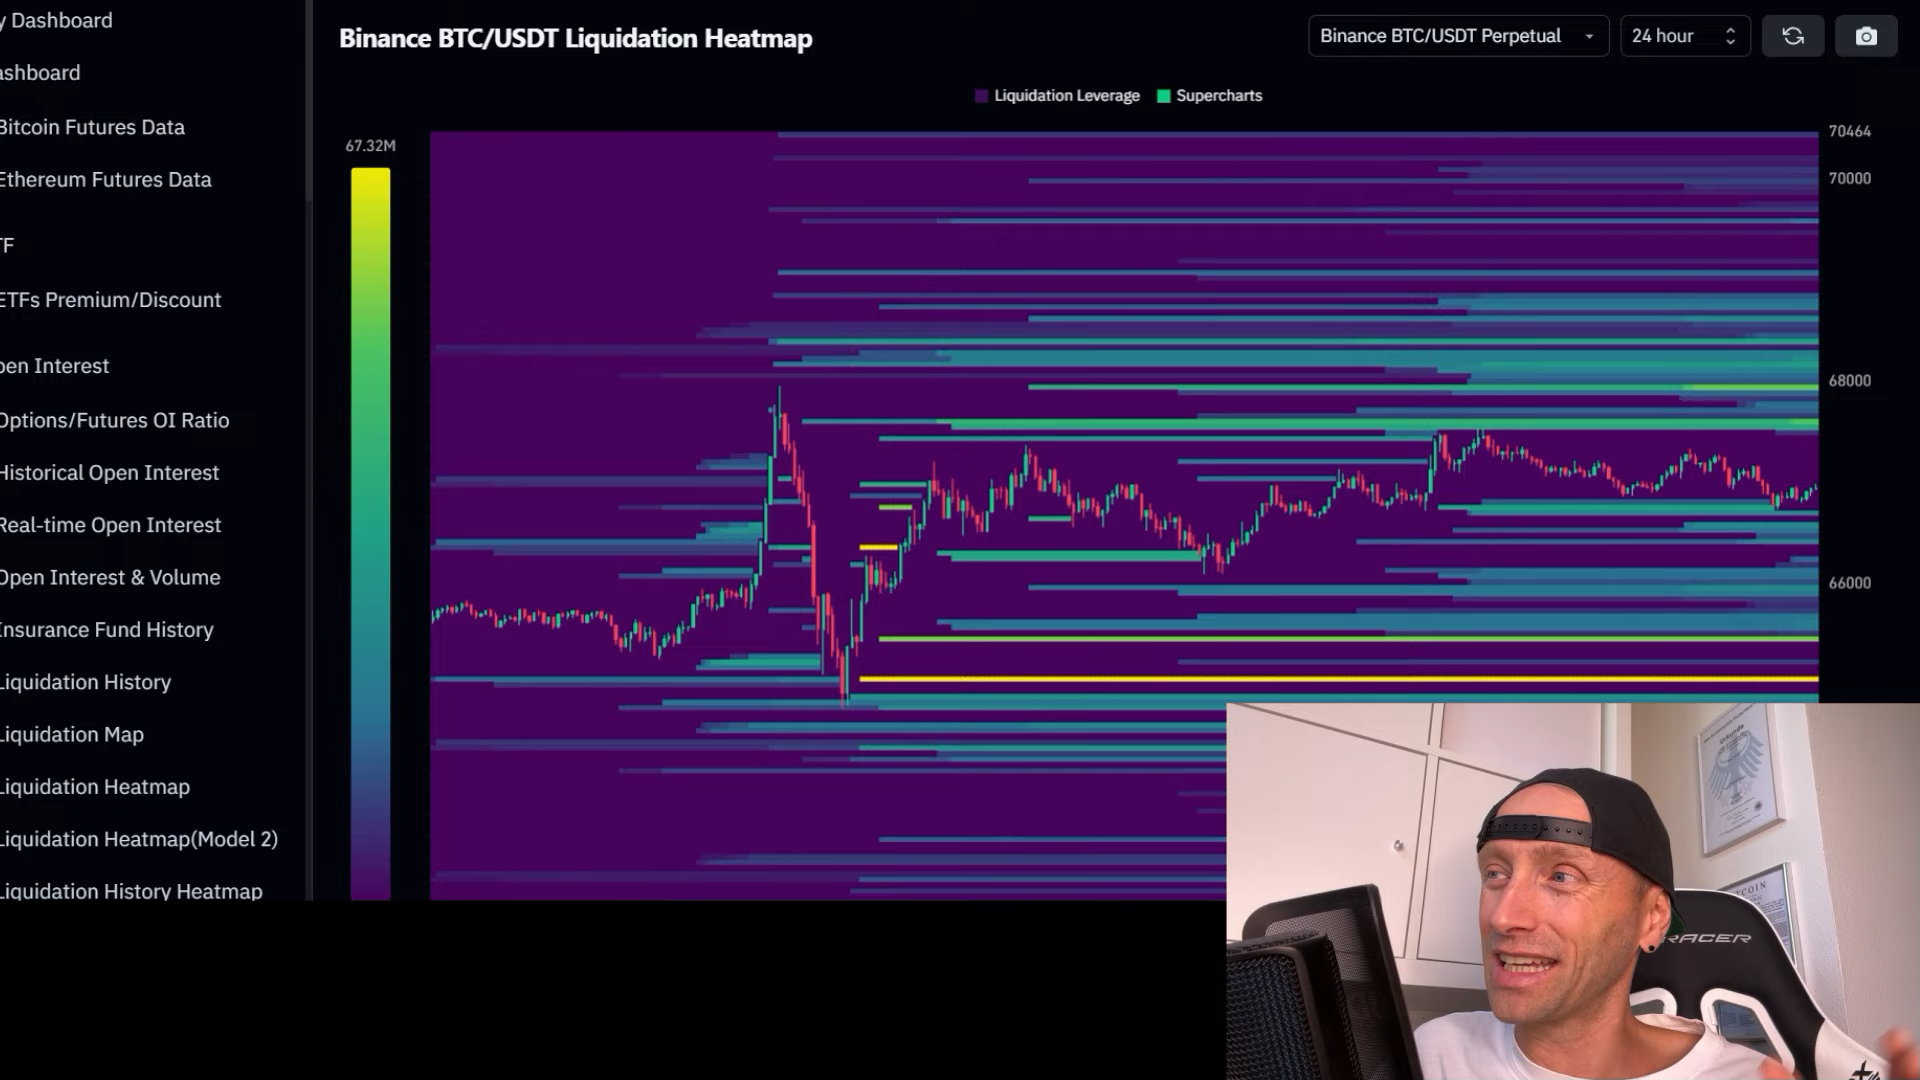 y Dashboard
ashboard
Bitcoin Futures Data
Ethereum Futures Data
TF
ETFs Premium/Discount
pen Interest
Options/Futures OI Ratio
Historical Open Interest
Real-time Open Interest
Open Interest & Volume
Insurance Fund History
Liquidation History
Liquidation Map
Liquidation Heatmap
Liquidation Heatmap(Model 2)
Liquidation History Heatmap
Binance BTC/USDT Liquidation Heatmap
Binance BTC/USDT Perpetual
24 hour
Liquidation Leverage
Supercharts
67.32M
70464
70000
68000
66000
Urkunde
COIN
RACER